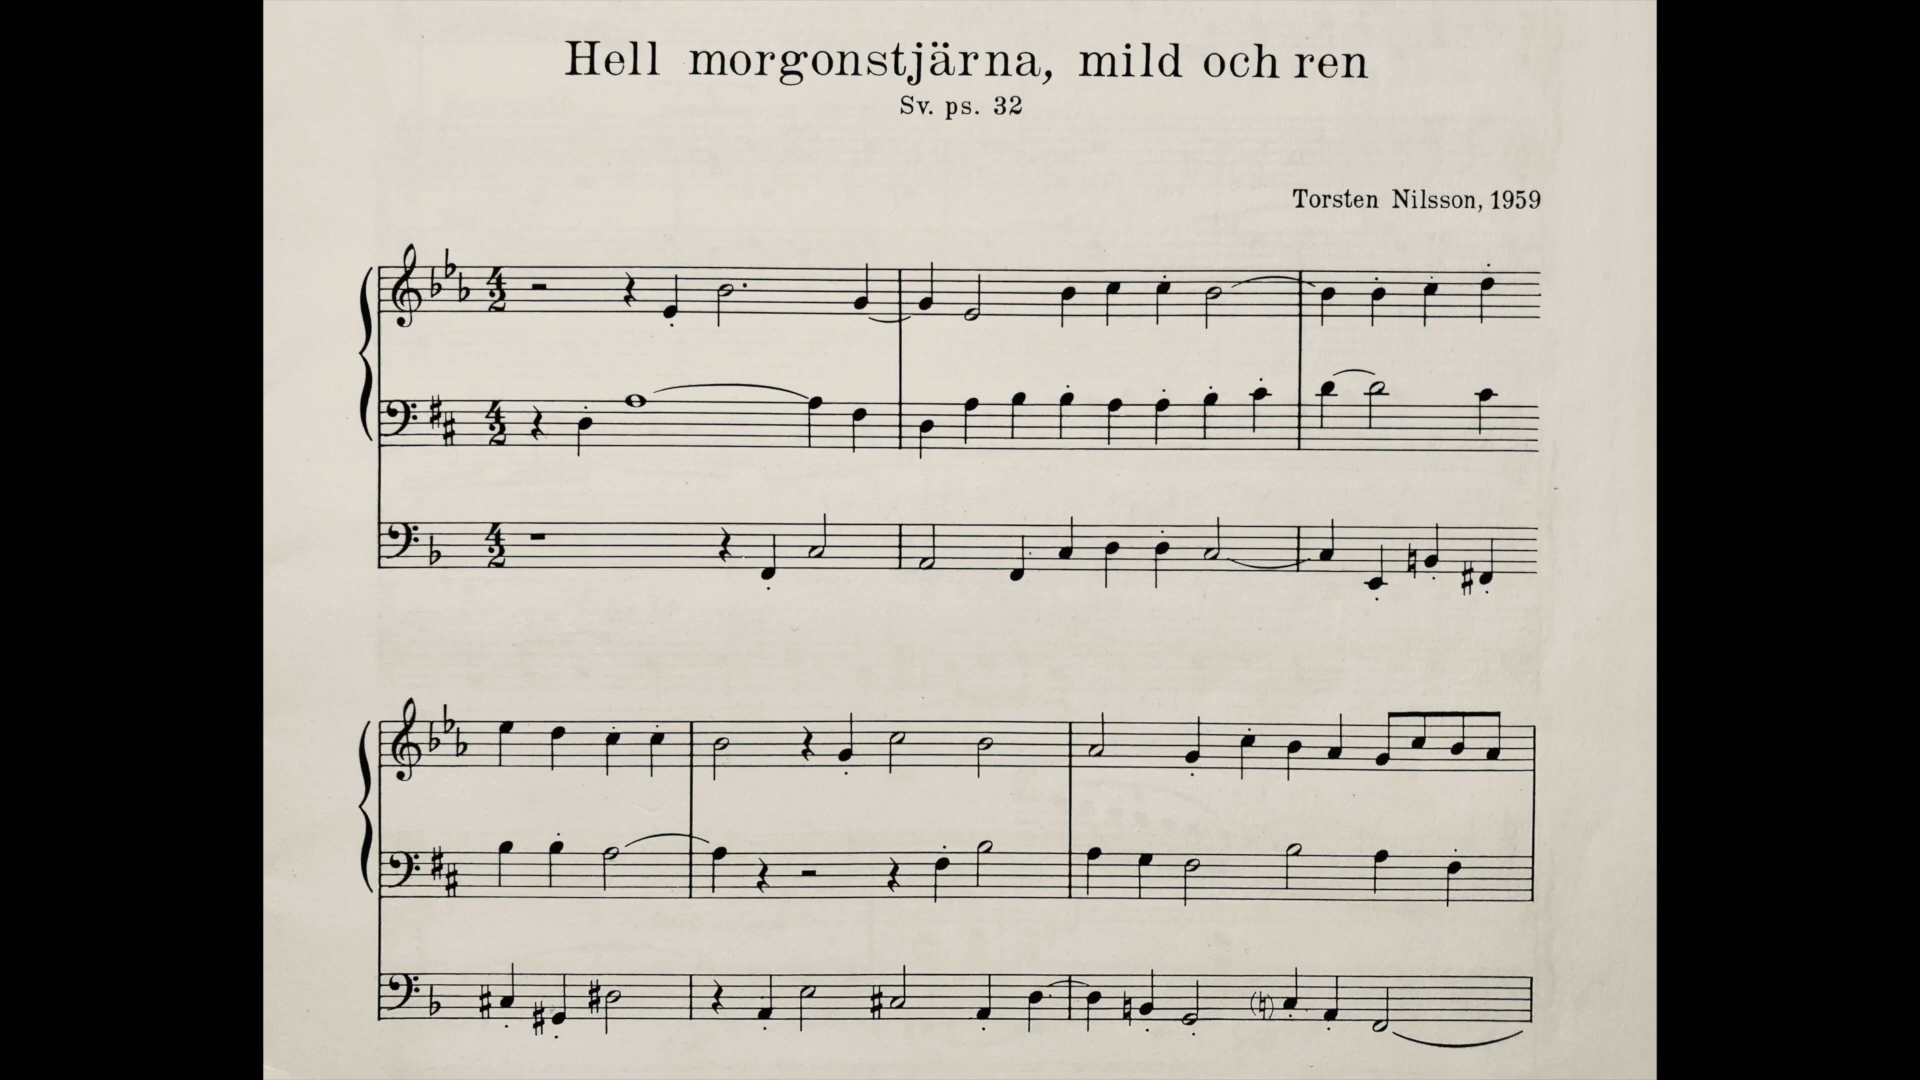 Hell morgonstjärna, mild och ren
Sv. ps. 32
Torsten Nilsson, 1959